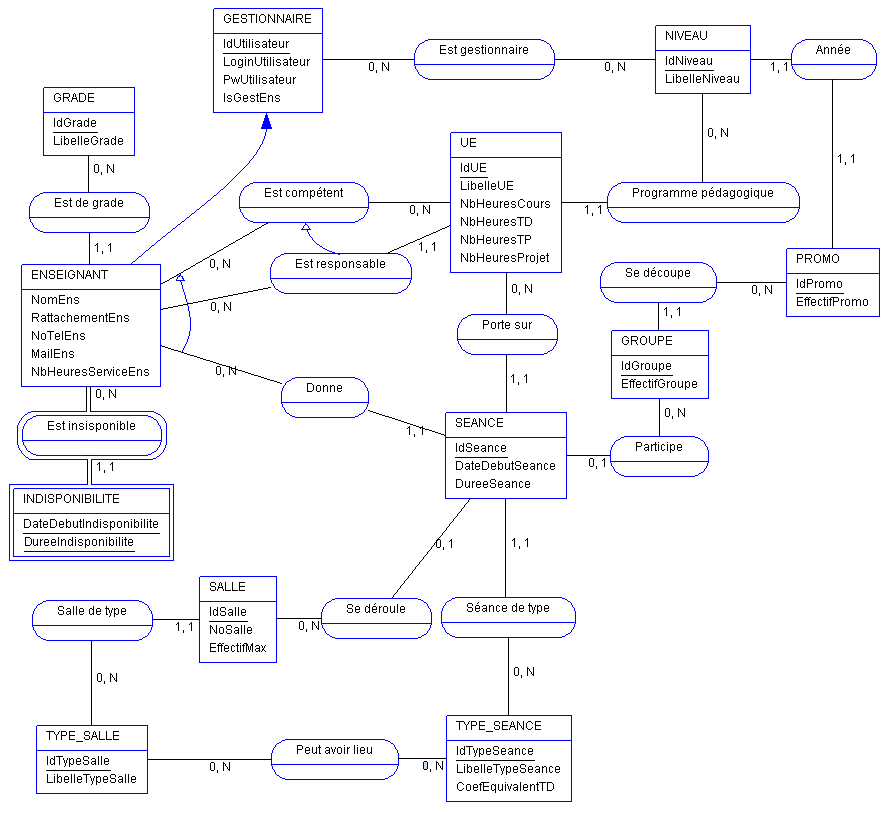 GESTIONNAIRE
IdUtilisateur
LoginUtilisateur
PwUtilisateur
IsGestEns
0, N
Est gestionnaire
0, N
NIVEAU
IdNiveau
LibelleNiveau
1, 1
Année
GRADE
IdGrade
LibelleGrade
0, N
Est de grade
1, 1
UE
IdUE
LibelleUE
NbHeuresCours
NbHeuresTD
NbHeuresTP
NbHeuresProjet
0, N
1, 1
Est compétent
0, N
0, N
1, 1
Programme pédagogique
Est responsable
1, 1
0, N
ENSEIGNANT
NomEns
RattachementEns
NoTelEns
MailEns
NbHeuresServiceEns
PROMO
IdPromo
EffectifPromo
Se découpe
0, N
1, 1
0, N
Porte sur
1, 1
GROUPE
IdGroupe
EffectifGroupe
0, N
0, N
Donne
1, 1
0, N
Est insisponible
1, 1
SEANCE
IdSeance
DateDebutSeance
DureeSeance
Participe
0, 1
INDISPONIBILITE
DateDebutIndisponibilite
DureeIndisponibilite
0, 1
1, 1
SALLE
IdSalle
NoSalle
EffectifMax
Salle de type
1, 1
0, N
Se déroule
0, N
Séance de type
0, N
TYPE_SALLE
IdTypeSalle
LibelleTypeSalle
0, N
Peut avoir lieu
0, N
TYPE_SEANCE
IdTypeSeance
LibelleTypeSeance
CoefEquivalentTD